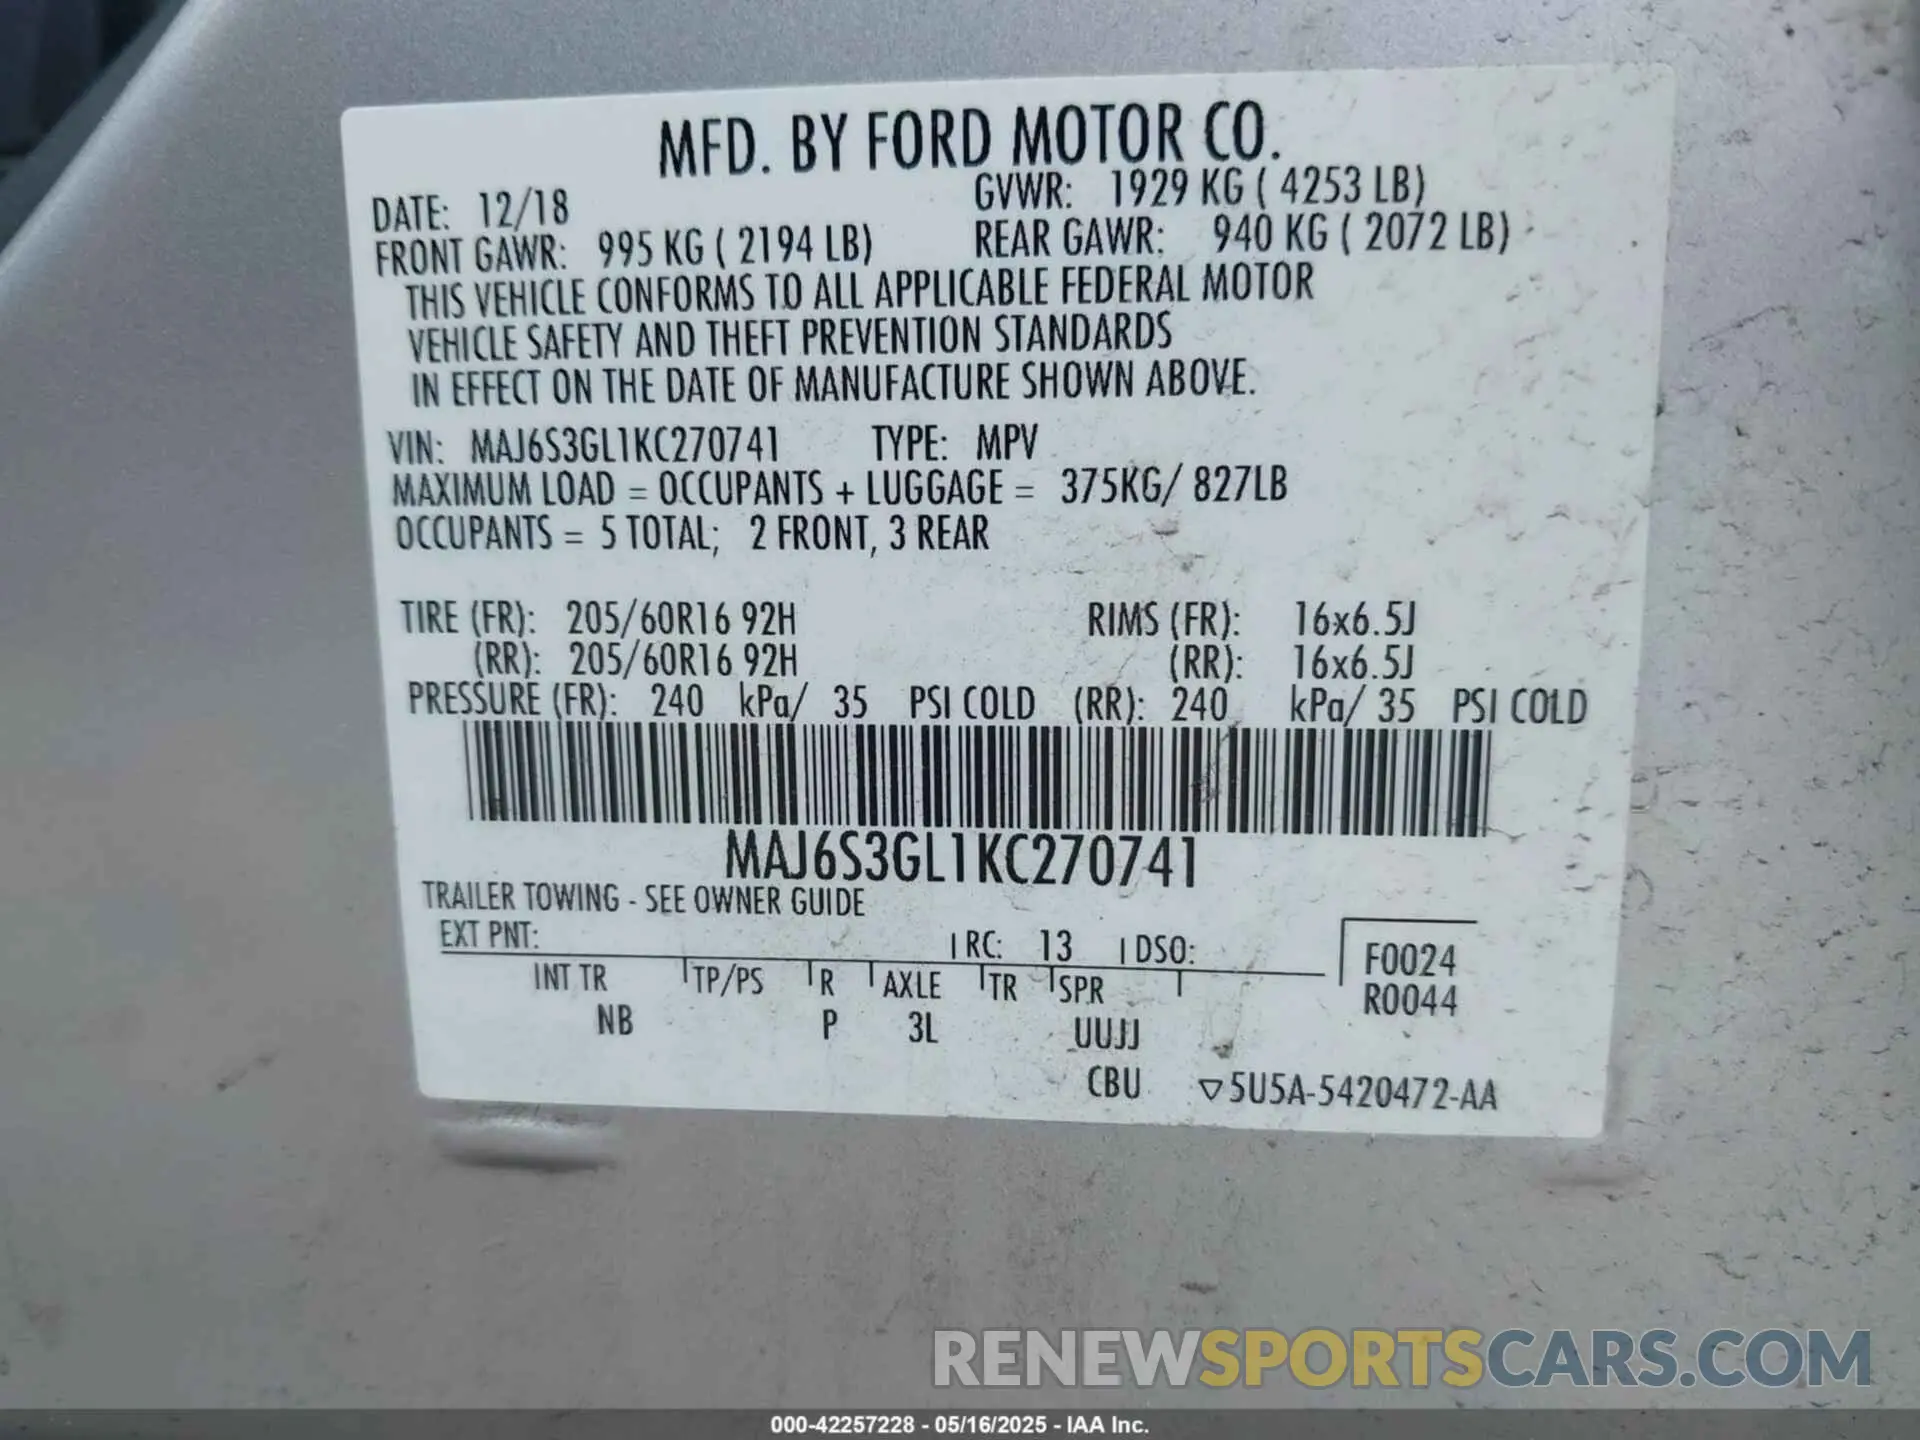 MFD. BY FORD MOTOR CO.
DATE: 12/18 GVWR: 1929 KG ( 4253 LB)
FRONT GAWR: 995 KG ( 2194 LB) REAR GAWR: 940 KG ( 2072 LB)
THIS VEHICLE CONFORMS TO ALL APPLICABLE FEDERAL MOTOR
VEHICLE SAFETY AND THEFT PREVENTION STANDARDS
IN EFFECT ON THE DATE OF MANUFACTURE SHOWN ABOVE.
VIN: MAJ6S3GL1KC270741 TYPE: MPV
MAXIMUM LOAD = OCCUPANTS + LUGGAGE = 375KG/ 827LB
OCCUPANTS = 5 TOTAL; 2 FRONT, 3 REAR
TIRE (FR): 205/60R16 92H RIMS (FR): 16x6.5J
(RR): 205/60R16 92H (RR): 16x6.5J
PRESSURE (FR): 240 kPa/ 35 PSI COLD (RR): 240 kPa/ 35 PSI COLD
MAJ6S3GL1KC270741
TRAILER TOWING - SEE OWNER GUIDE
EXT PNT: RC: 13 DSO: F0024
INT TR TP/PS R AXLE TR SPR R0044
NB P 3L UUJJ
CBU ▽5U5A-5420472-AA
RENEWSPORTSCARS.COM
000-42257228 - 05/16/2025 - IAA Inc.